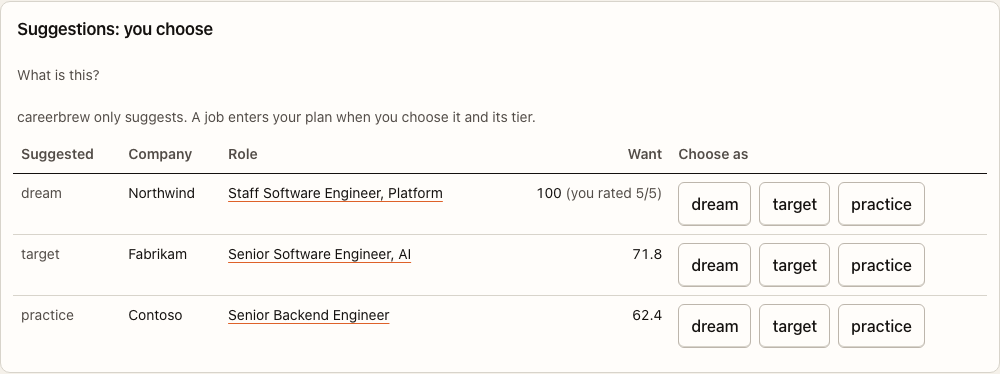 Suggestions: you choose
What is this?
careerbrew only suggests. A job enters your plan when you choose it and its tier.
Suggested Company Role Want Choose as
dream Northwind Staff Software Engineer, Platform 100 (you rated 5/5) dream target practice
target Fabrikam Senior Software Engineer, AI 71.8 dream target practice
practice Contoso Senior Backend Engineer 62.4 dream target practice